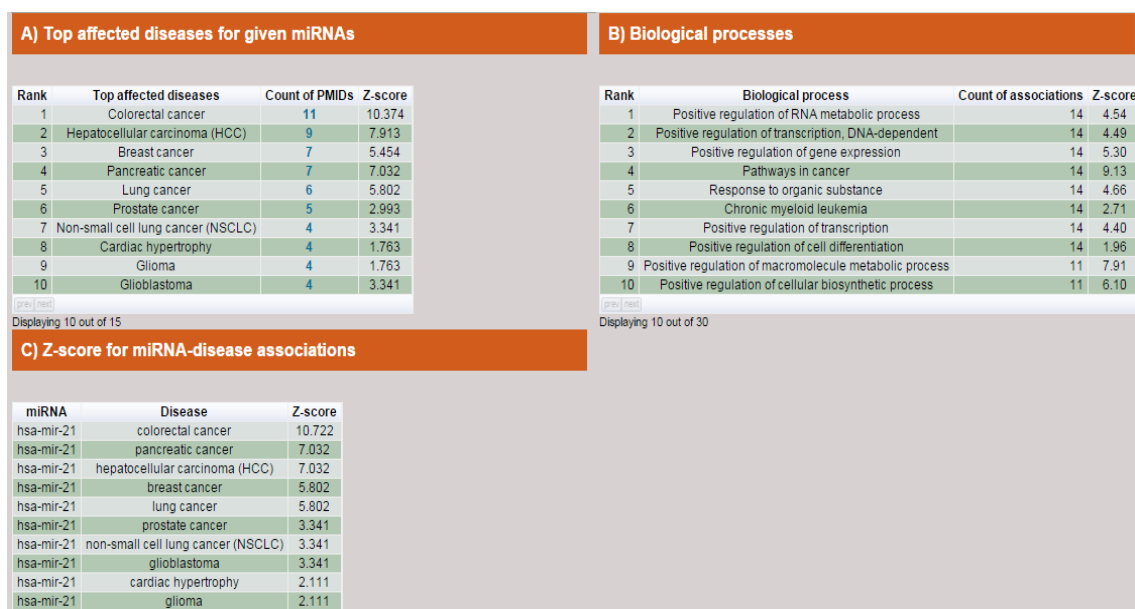 A) Top affected diseases for given miRNAs
Rank Top affected diseases Count of PMIDs Z-score
1 Colorectal cancer 11 10.374
2 Hepatocellular carcinoma (HCC) 9 7.913
3 Breast cancer 7 5.454
4 Pancreatic cancer 7 7.032
5 Lung cancer 6 5.802
6 Prostate cancer 5 2.993
7 Non-small cell lung cancer (NSCLC) 4 3.341
8 Cardiac hypertrophy 4 1.763
9 Glioma 4 1.763
10 Glioblastoma 4 3.341
prev next
Displaying 10 out of 15
B) Biological processes
Rank Biological process Count of associations Z-score
1 Positive regulation of RNA metabolic process 14 4.54
2 Positive regulation of transcription, DNA-dependent 14 4.49
3 Positive regulation of gene expression 14 5.30
4 Pathways in cancer 14 9.13
5 Response to organic substance 14 4.66
6 Chronic myeloid leukemia 14 2.71
7 Positive regulation of transcription 14 4.40
8 Positive regulation of cell differentiation 14 1.96
9 Positive regulation of macromolecule metabolic process 11 7.91
10 Positive regulation of cellular biosynthetic process 11 6.10
prev next
Displaying 10 out of 30
C) Z-score for miRNA-disease associations
miRNA Disease Z-score
hsa-mir-21 colorectal cancer 10.722
hsa-mir-21 pancreatic cancer 7.032
hsa-mir-21 hepatocellular carcinoma (HCC) 7.032
hsa-mir-21 breast cancer 5.802
hsa-mir-21 lung cancer 5.802
hsa-mir-21 prostate cancer 3.341
hsa-mir-21 non-small cell lung cancer (NSCLC) 3.341
hsa-mir-21 glioblastoma 3.341
hsa-mir-21 cardiac hypertrophy 2.111
hsa-mir-21 glioma 2.111